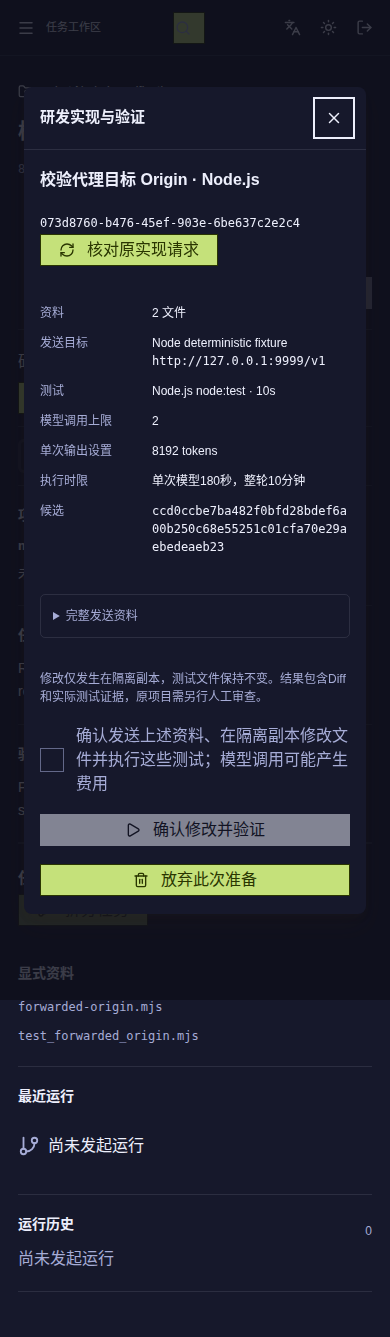 任务工作区
研发实现与验证
校验代理目标 Origin · Node.js
073d8760-b476-45ef-903e-6be637c2e2c4
核对原实现请求
资料 2 文件
发送目标 Node deterministic fixture
http://127.0.0.1:9999/v1
测试 Node.js node:test · 10s
模型调用上限 2
单次输出设置 8192 tokens
执行时限 单次模型180秒，整轮10分钟
候选 ccd0ccbe7ba482f0bfd28bdef6a
00b250c68e55251c01cfa70e29a
ebedeaeb23
完整发送资料
修改仅发生在隔离副本，测试文件保持不变。结果包含Diff
和实际测试证据，原项目需另行人工审查。
确认发送上述资料、在隔离副本修改文
件并执行这些测试；模型调用可能产生
费用
确认修改并验证
放弃此次准备
显式资料
forwarded-origin.mjs
test_forwarded_origin.mjs
最近运行
尚未发起运行
运行历史 0
尚未发起运行